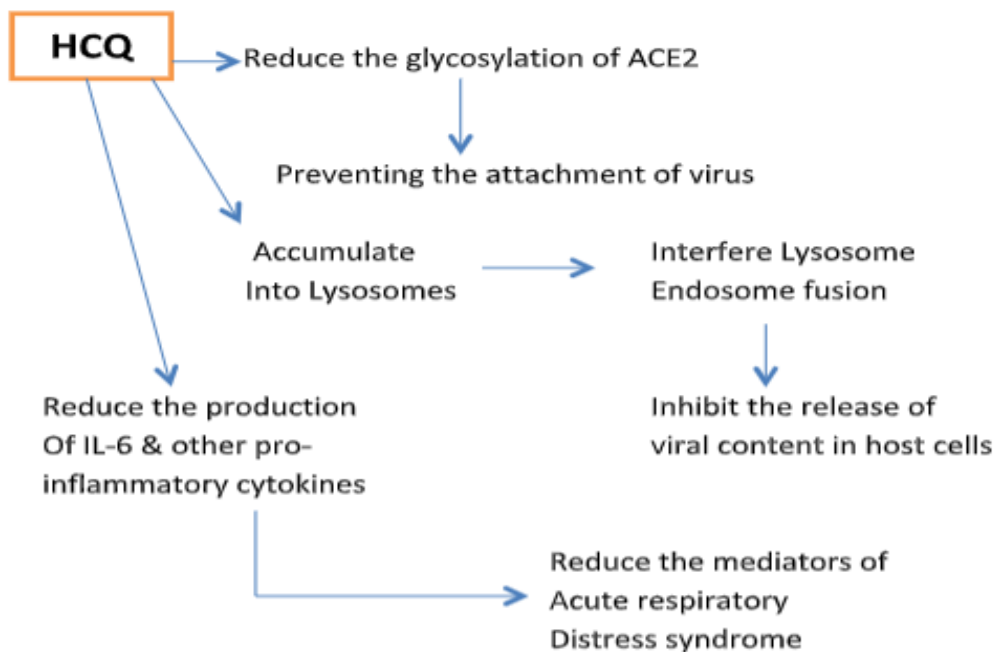 HCQ
Reduce the glycosylation of ACE2
Preventing the attachment of virus
Accumulate
Into Lysosomes
Interfere Lysosome
Endosome fusion
Reduce the production
Of IL-6 & other pro-
inflammatory cytokines
Inhibit the release of
viral content in host cells
Reduce the mediators of
Acute respiratory
Distress syndrome